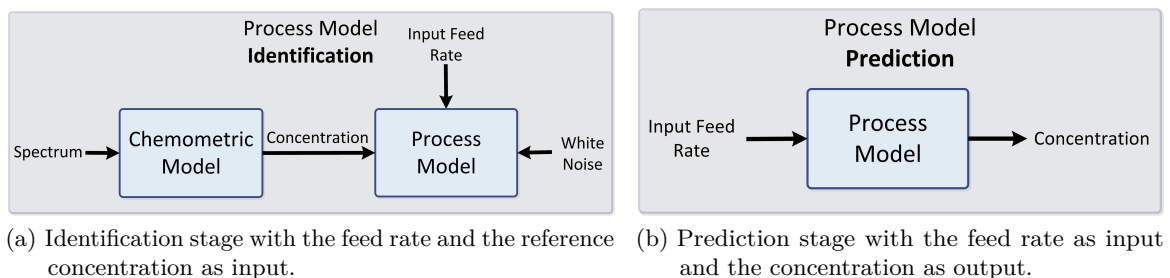 Process Model
Identification
Input Feed
Rate
Spectrum
Chemometric
Model
Concentration
Process
Model
White
Noise
(a) Identification stage with the feed rate and the reference
concentration as input.
Process Model
Prediction
Input Feed
Rate
Process
Model
Concentration
(b) Prediction stage with the feed rate as input
and the concentration as output.